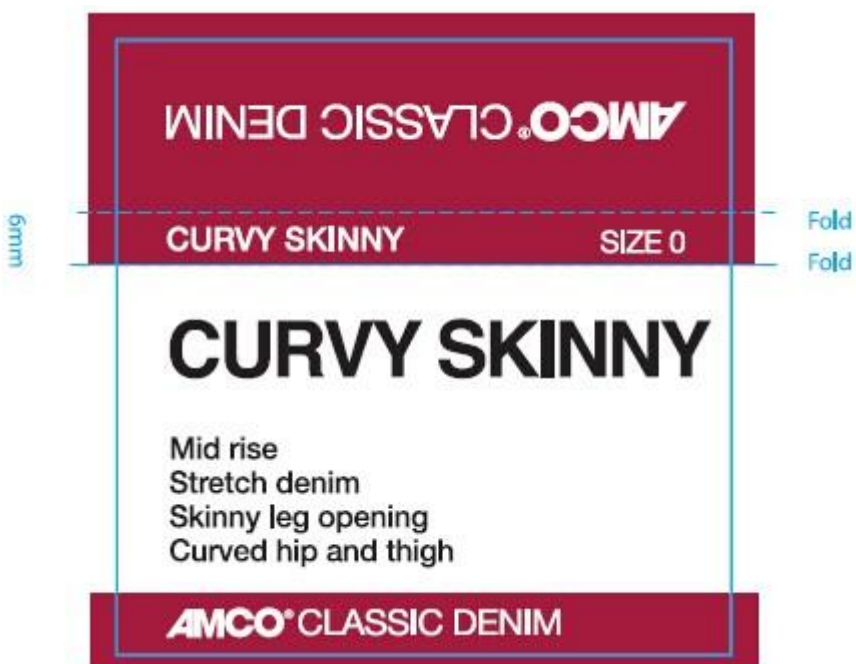 AMCO® CLASSIC DENIM
6mm
Fold
CURVY SKINNY SIZE 0
Fold
CURVY SKINNY
Mid rise
Stretch denim
Skinny leg opening
Curved hip and thigh
AMCO® CLASSIC DENIM